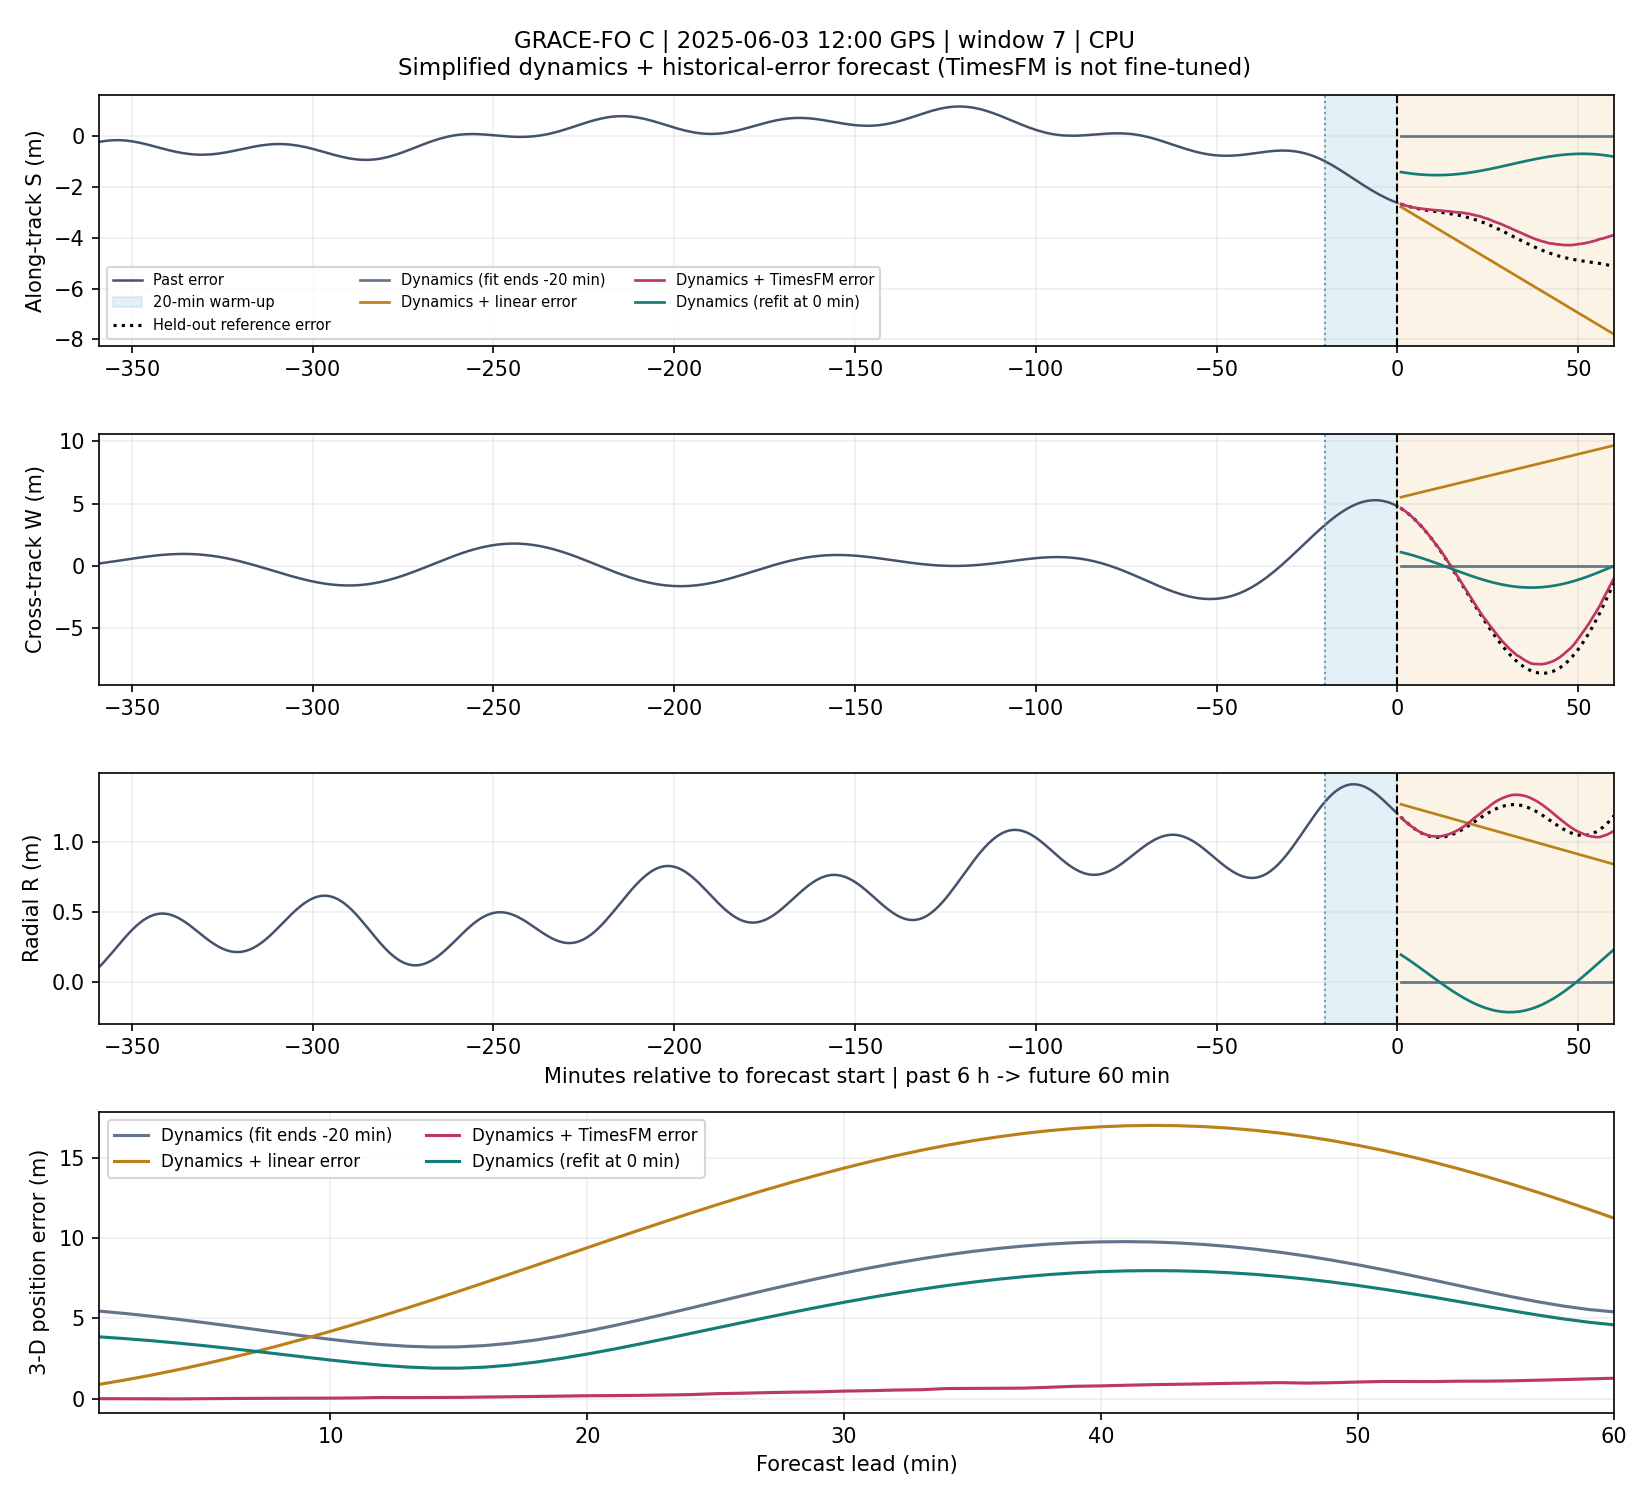 GRACE-FO C | 2025-06-03 12:00 GPS | window 7 | CPU
Simplified dynamics + historical-error forecast (TimesFM is not fine-tuned)
Along-track S (m)
0
−2
−4
−6
−8
Past error
20-min warm-up
Held-out reference error
Dynamics (fit ends -20 min)
Dynamics + linear error
Dynamics + TimesFM error
Dynamics (refit at 0 min)
−350 −300 −250 −200 −150 −100 −50 0 50
Cross-track W (m)
10
5
0
−5
−350 −300 −250 −200 −150 −100 −50 0 50
Radial R (m)
1.0
0.5
0.0
−350 −300 −250 −200 −150 −100 −50 0 50
Minutes relative to forecast start | past 6 h -> future 60 min
3-D position error (m)
15
10
5
0
Dynamics (fit ends -20 min)
Dynamics + linear error
Dynamics + TimesFM error
Dynamics (refit at 0 min)
10 20 30 40 50 60
Forecast lead (min)